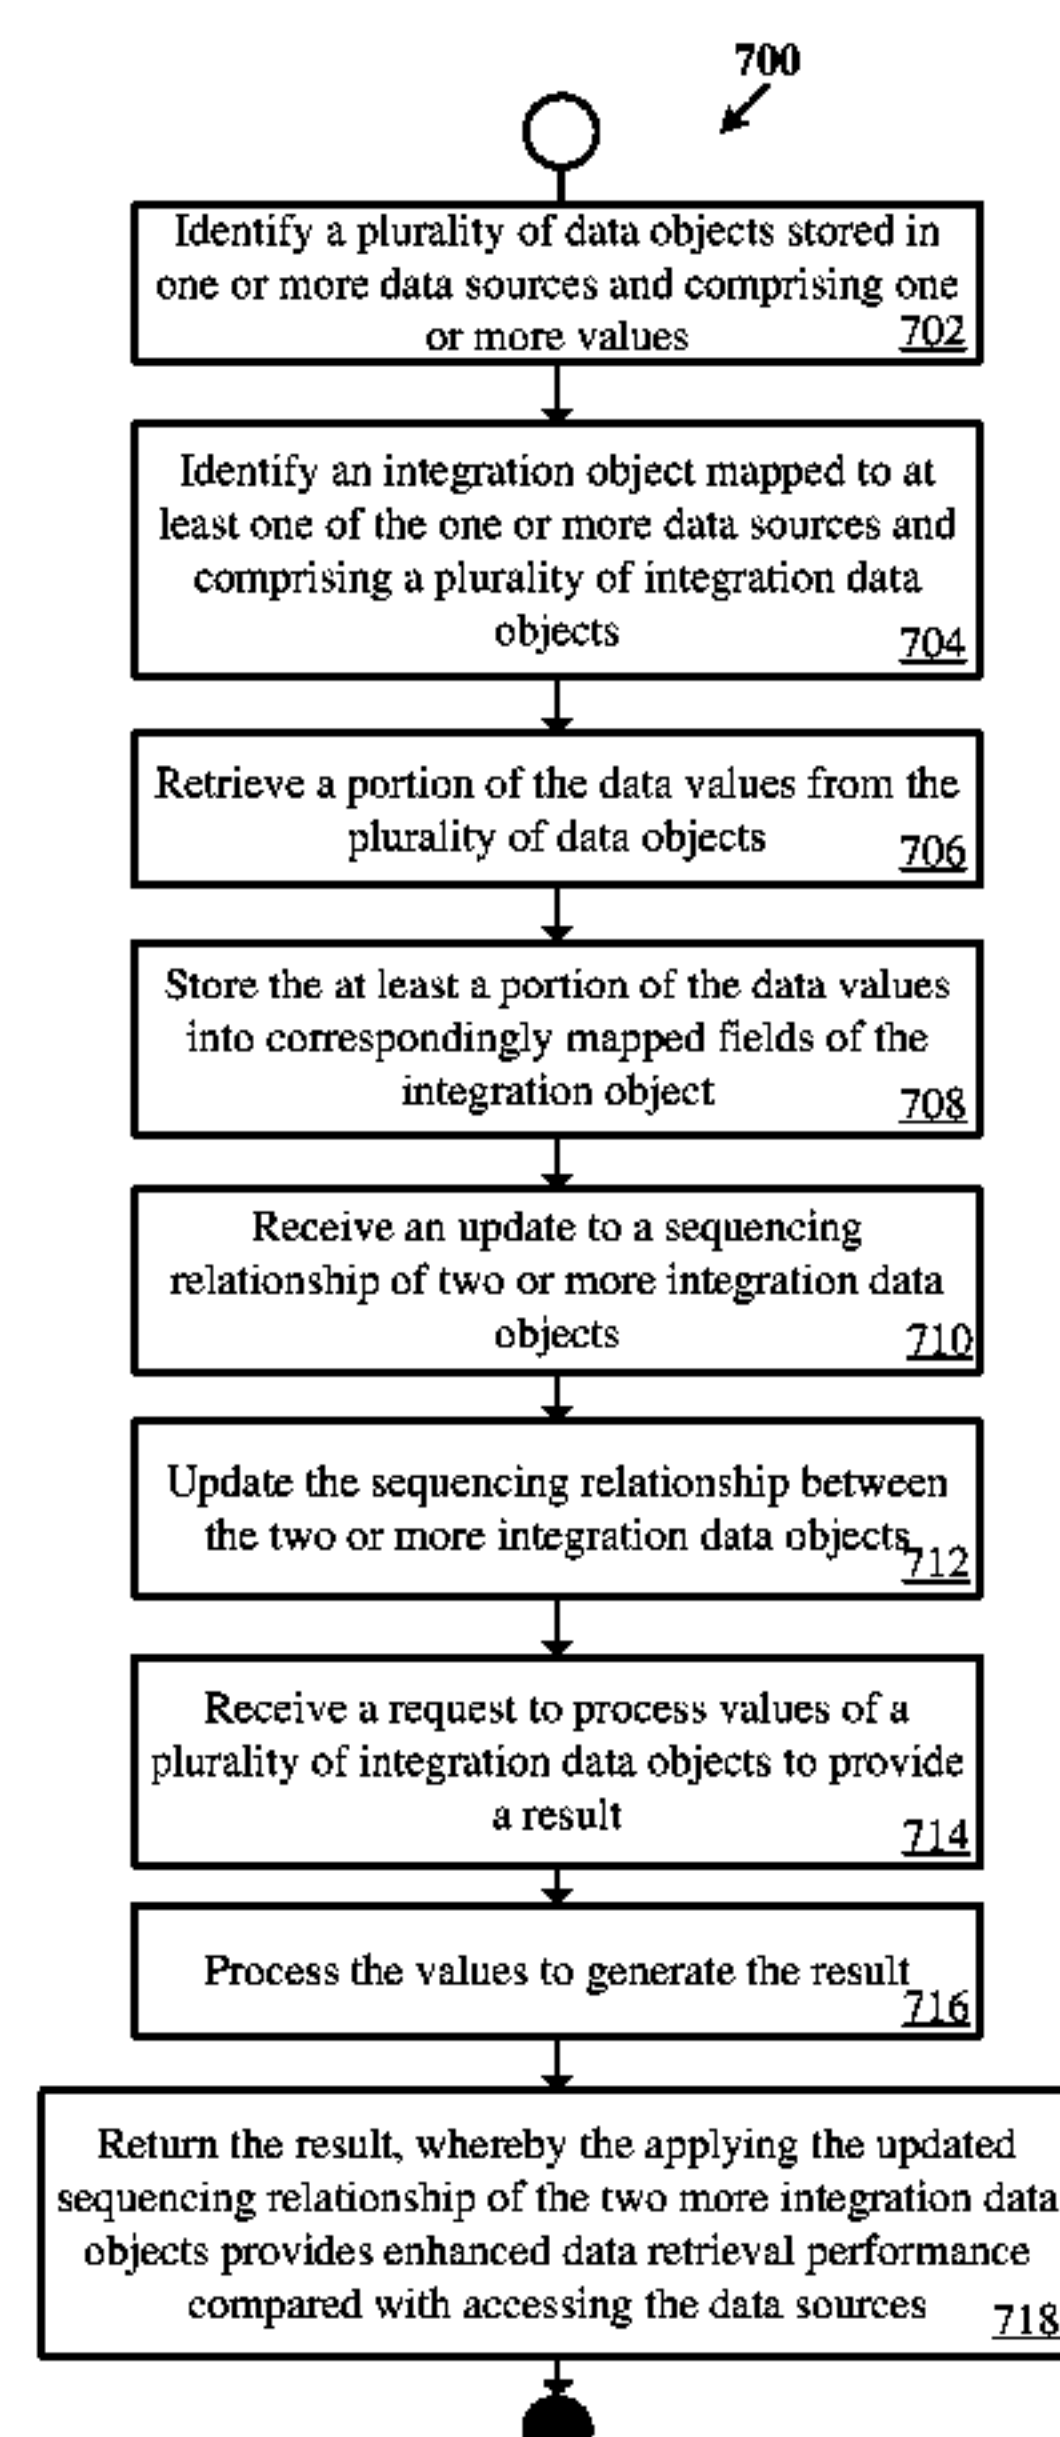 700
Identify a plurality of data objects stored in
one or more data sources and comprising one
or more values
702
Identify an integration object mapped to at
least one of the one or more data sources and
comprising a plurality of integration data
objects
704
Retrieve a portion of the data values from the
plurality of data objects
706
Store the at least a portion of the data values
into correspondingly mapped fields of the
integration object
708
Receive an update to a sequencing
relationship of two or more integration data
objects
710
Update the sequencing relationship between
the two or more integration data objects
712
Receive a request to process values of a
plurality of integration data objects to provide
a result
714
Process the values to generate the result
716
Return the result, whereby the applying the updated
sequencing relationship of the two more integration data
objects provides enhanced data retrieval performance
compared with accessing the data sources
718